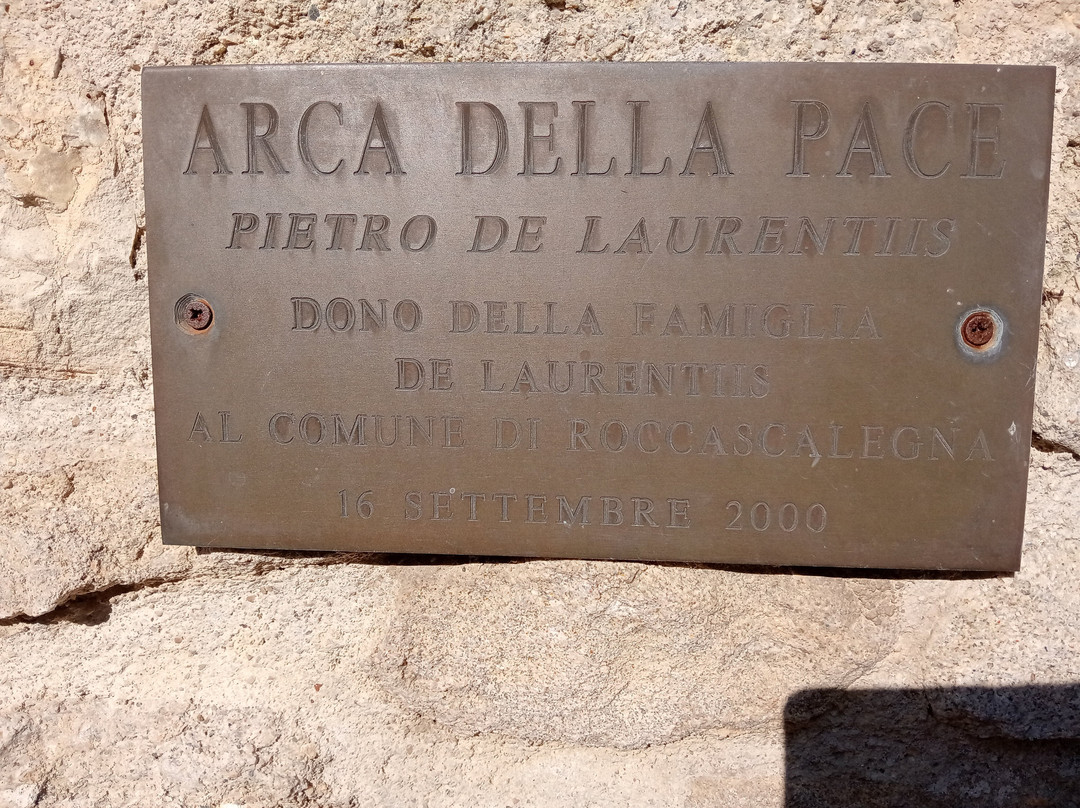 ARCA DELLA PACE
PIETRO DE LAURENTIIS
DONO DELLA FAMIGLIA
DE LAURENTIIS
AL COMUNE DI ROCCASCALEGNA
16 SETTEMBRE 2000